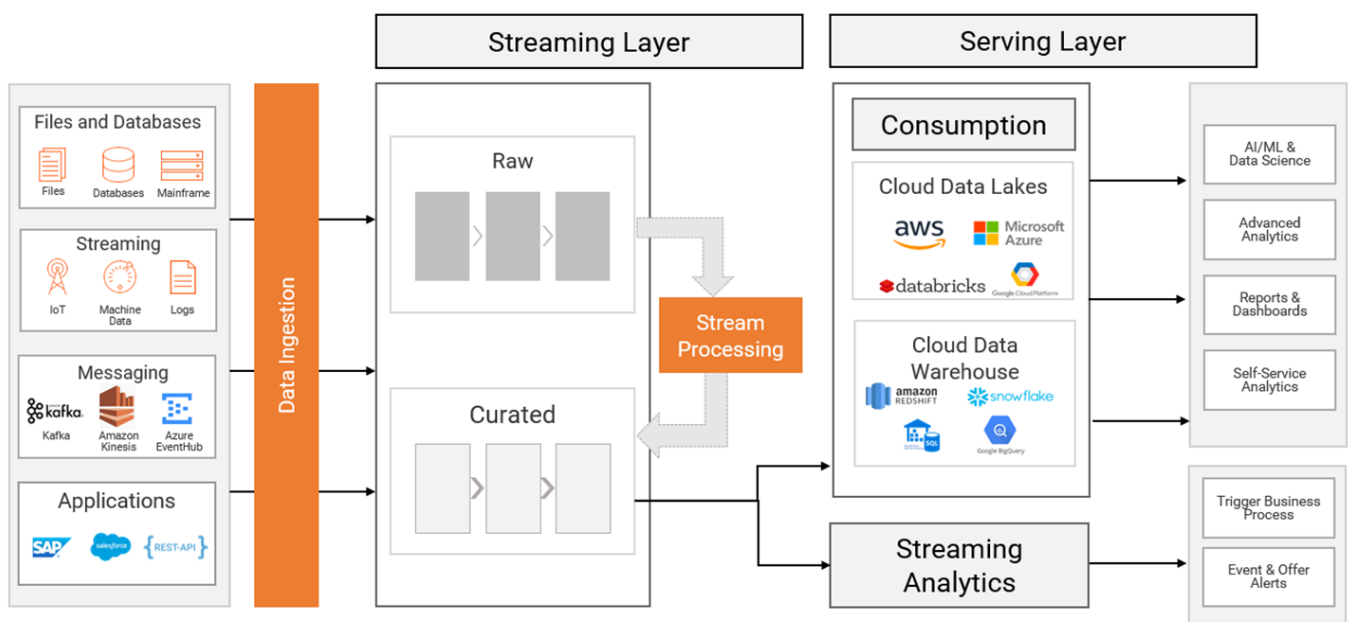 Streaming Layer
Serving Layer
Files and Databases
Files
Databases
Mainframe
Streaming
IoT
Machine
Data
Logs
Messaging
kafka
Kafka
Amazon
Kinesis
Azure
EventHub
Applications
SAP
salesforce
{REST-API}
Data Ingestion
Raw
Curated
Stream
Processing
Consumption
Cloud Data Lakes
aws
Microsoft
Azure
databricks
Google Cloud Platform
Cloud Data
Warehouse
amazon
REDSHIFT
snowflake
SQL
Google BigQuery
Streaming
Analytics
AI/ML &
Data Science
Advanced
Analytics
Reports &
Dashboards
Self-Service
Analytics
Trigger Business
Process
Event & Offer
Alerts